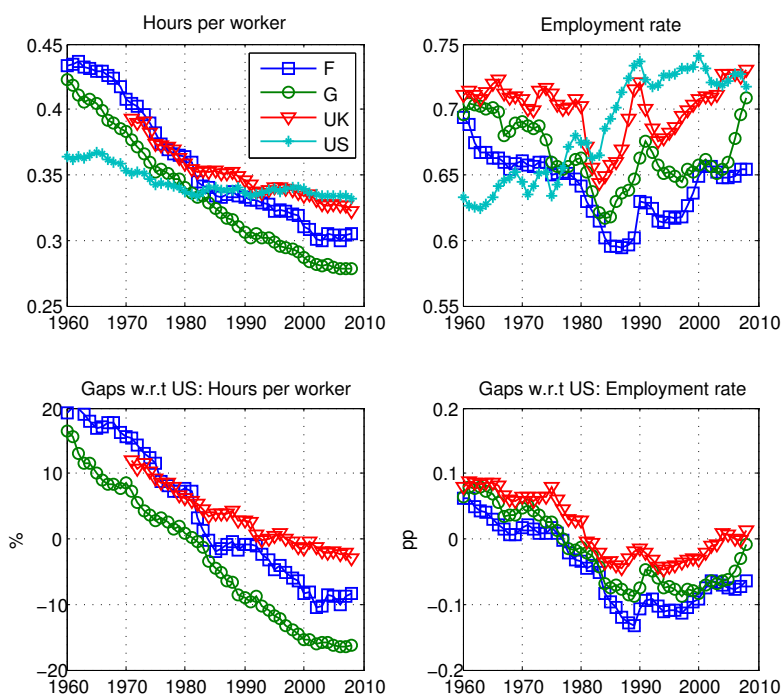 Hours per worker
0.45
0.4
0.35
0.3
0.25
1960 1970 1980 1990 2000 2010
F
G
UK
US
Employment rate
0.75
0.7
0.65
0.6
0.55
1960 1970 1980 1990 2000 2010
Gaps w.r.t US: Hours per worker
20
10
0
−10
−20
%
1960 1970 1980 1990 2000 2010
Gaps w.r.t US: Employment rate
0.2
0.1
0
−0.1
−0.2
pp
1960 1970 1980 1990 2000 2010